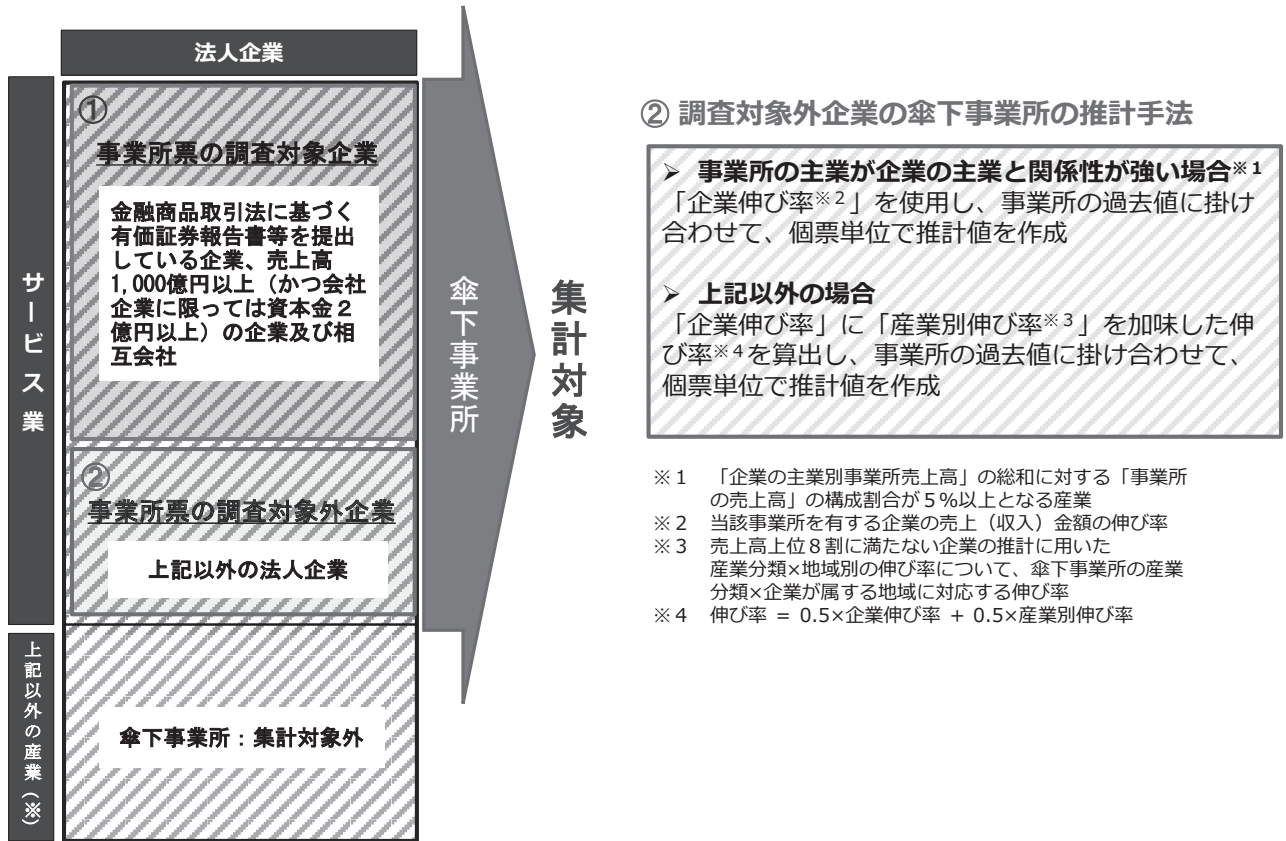 法人企業
サービス業
①
事業所票の調査対象企業
金融商品取引法に基づく
有価証券報告書等を提出
している企業、売上高
1,000億円以上（かつ会社
企業に限っては資本金２
億円以上）の企業及び相
互会社
②
事業所票の調査対象外企業
上記以外の法人企業
上記以外の産業（※）
傘下事業所：集計対象外
傘下事業所
集計対象
② 調査対象外企業の傘下事業所の推計手法
➢ 事業所の主業が企業の主業と関係性が強い場合※1
「企業伸び率※2」を使用し、事業所の過去値に掛け
合わせて、個票単位で推計値を作成
➢ 上記以外の場合
「企業伸び率」に「産業別伸び率※3」を加味した伸
び率※4を算出し、事業所の過去値に掛け合わせて、
個票単位で推計値を作成
※１ 「企業の主業別事業所売上高」の総和に対する「事業所
の売上高」の構成割合が５%以上となる産業
※２ 当該事業所を有する企業の売上（収入）金額の伸び率
※３ 売上高上位８割に満たない企業の推計に用いた
産業分類×地域別の伸び率について、傘下事業所の産業
分類×企業が属する地域に対応する伸び率
※４ 伸び率 = 0.5×企業伸び率 + 0.5×産業別伸び率